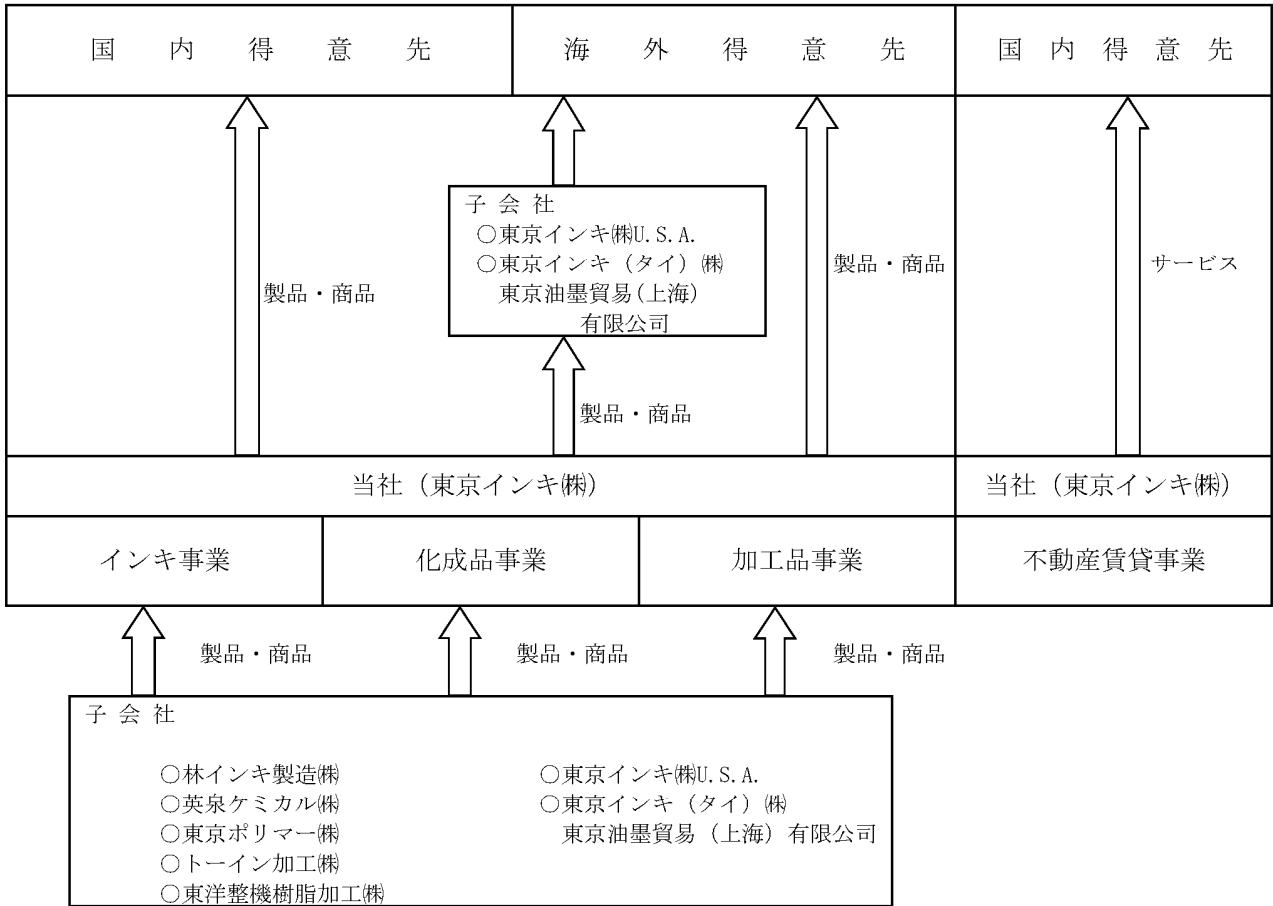 国内得意先
海外得意先
国内得意先
子会社
○東京インキ㈱U.S.A.
○東京インキ（タイ）㈱
東京油墨貿易(上海)
有限公司
製品・商品
製品・商品
サービス
製品・商品
当社（東京インキ㈱）
当社（東京インキ㈱）
インキ事業
化成品事業
加工品事業
不動産賃貸事業
製品・商品
製品・商品
製品・商品
子会社
○林インキ製造㈱
○英泉ケミカル㈱
○東京ポリマー㈱
○トーイン加工㈱
○東洋整機樹脂加工㈱
○東京インキ㈱U.S.A.
○東京インキ（タイ）㈱
東京油墨貿易（上海）有限公司